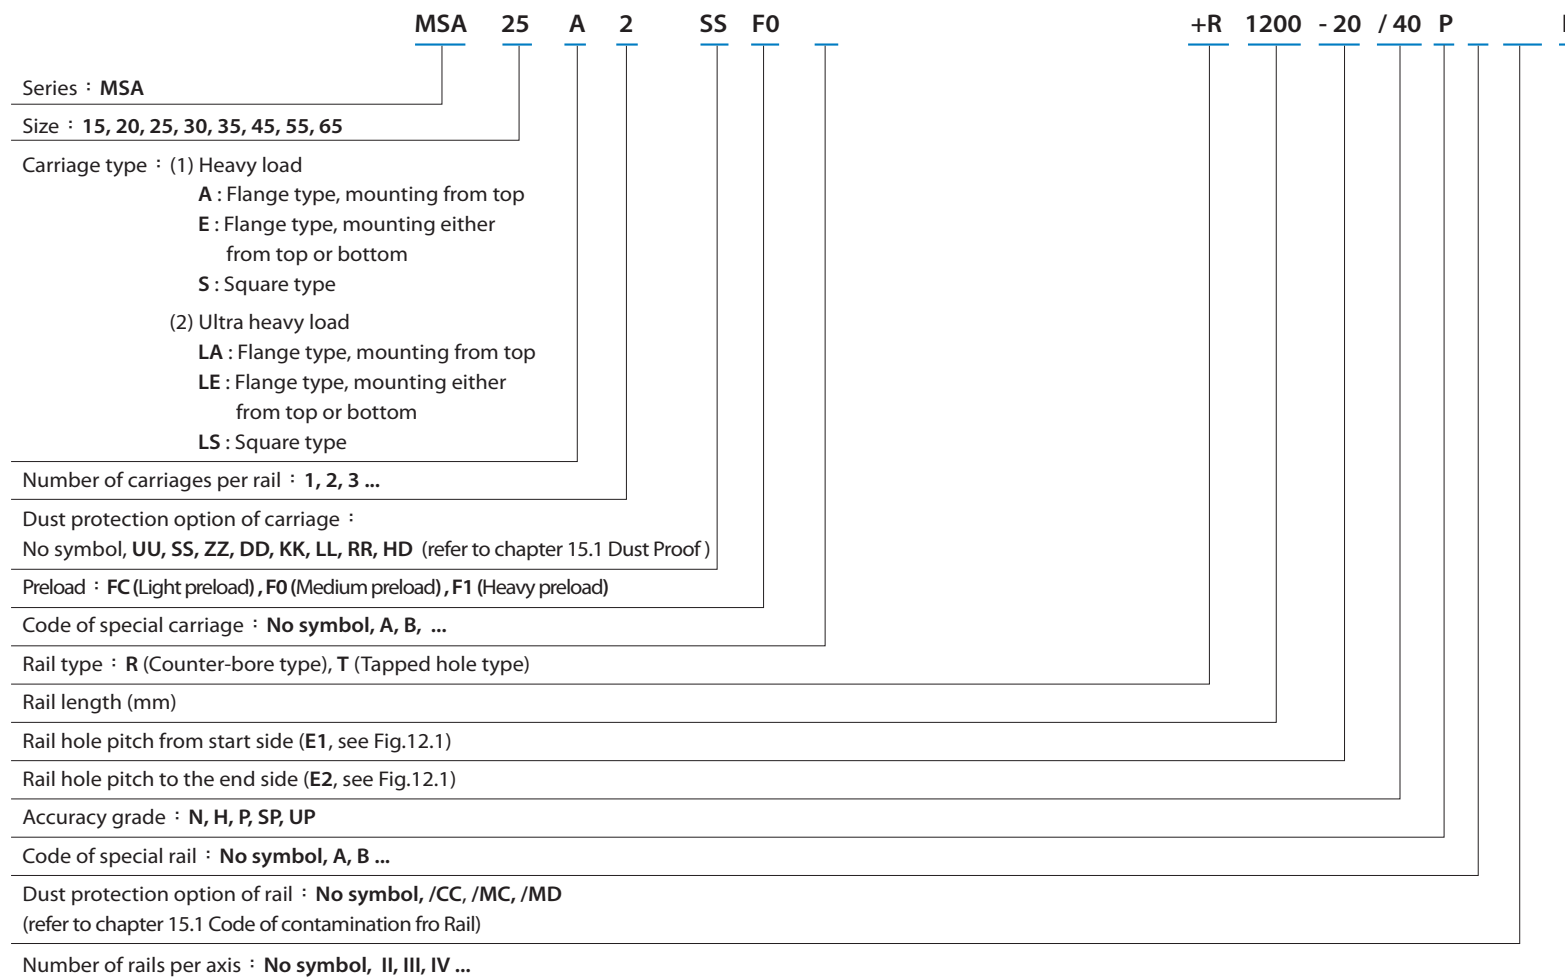 MSA 25 A 2 SS F0 +R 1200 - 20 / 40 P
Series : MSA
Size : 15, 20, 25, 30, 35, 45, 55, 65
Carriage type : (1) Heavy load
A : Flange type, mounting from top
E : Flange type, mounting either
from top or bottom
S : Square type
(2) Ultra heavy load
LA : Flange type, mounting from top
LE : Flange type, mounting either
from top or bottom
LS : Square type
Number of carriages per rail : 1, 2, 3 ...
Dust protection option of carriage :
No symbol, UU, SS, ZZ, DD, KK, LL, RR, HD (refer to chapter 15.1 Dust Proof )
Preload : FC (Light preload) , F0 (Medium preload) , F1 (Heavy preload)
Code of special carriage : No symbol, A, B, ...
Rail type : R (Counter-bore type), T (Tapped hole type)
Rail length (mm)
Rail hole pitch from start side (E1, see Fig.12.1)
Rail hole pitch to the end side (E2, see Fig.12.1)
Accuracy grade : N, H, P, SP, UP
Code of special rail : No symbol, A, B ...
Dust protection option of rail : No symbol, /CC, /MC, /MD
(refer to chapter 15.1 Code of contamination fro Rail)
Number of rails per axis : No symbol, II, III, IV ...